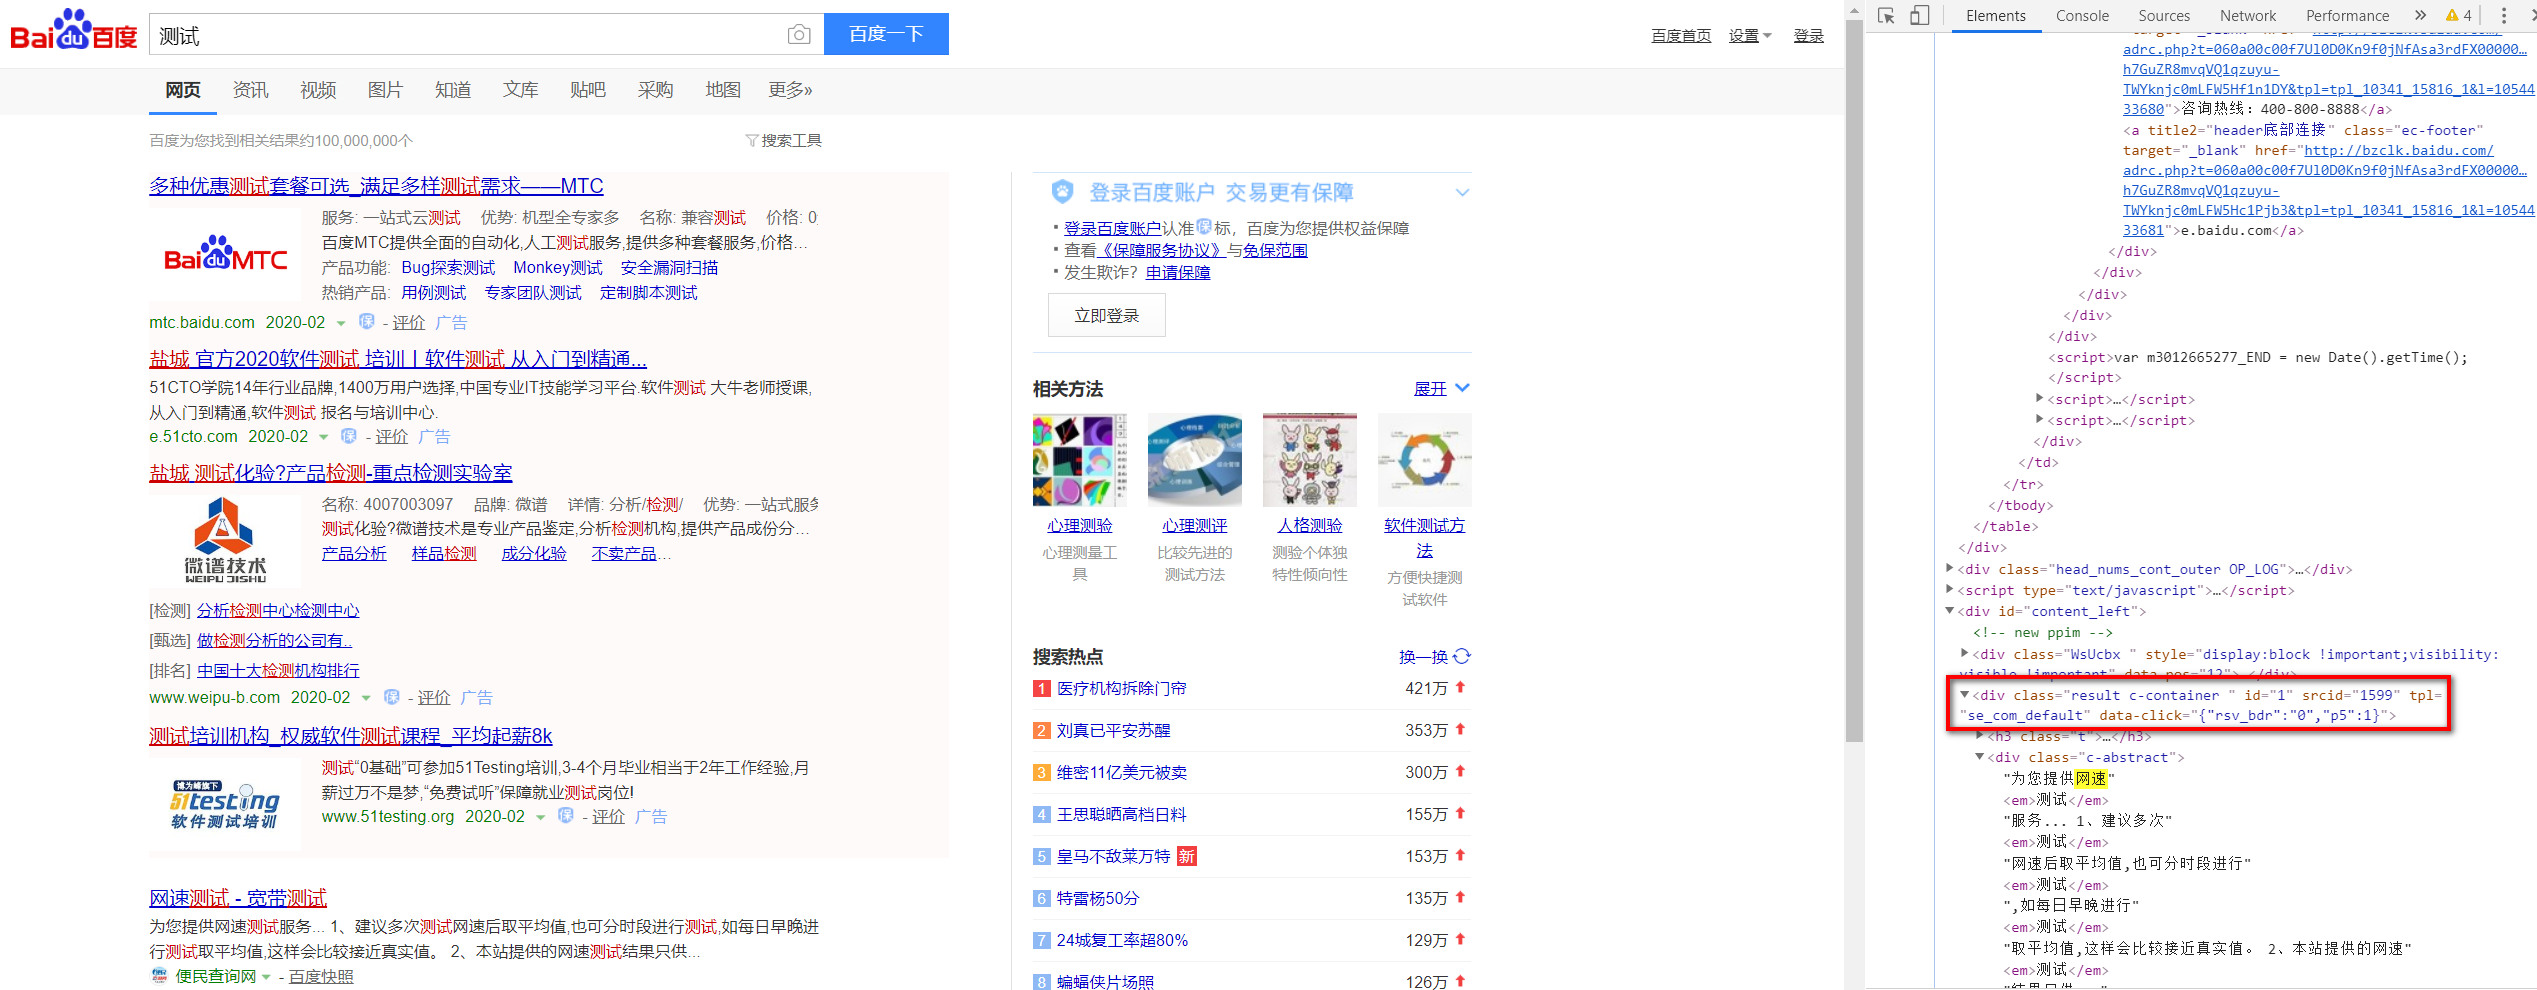 Bai du 百度
测试
百度一下
百度首页 设置 登录
网页 资讯 视频 图片 知道 文库 贴吧 采购 地图 更多»
百度为您找到相关结果约100,000,000个
搜索工具
多种优惠测试套餐可选_满足多样测试需求——MTC
Bai du MTC
服务: 一站式云测试 优势: 机型全专家多 名称: 兼容测试 价格: 0
百度MTC提供全面的自动化,人工测试服务,提供多种套餐服务,价格...
产品功能: Bug探索测试 Monkey测试 安全漏洞扫描
热销产品: 用例测试 专家团队测试 定制脚本测试
mtc.baidu.com 2020-02 保 - 评价 广告
盐城 官方2020软件测试 培训丨软件测试 从入门到精通...
51CTO学院14年行业品牌,1400万用户选择,中国专业IT技能学习平台.软件测试 大牛老师授课,
从入门到精通,软件测试 报名与培训中心.
e.51cto.com 2020-02 保 - 评价 广告
盐城 测试化验?产品检测-重点检测实验室
微谱技术
WEIPU JISHU
名称: 4007003097 品牌: 微谱 详情: 分析/检测/ 优势: 一站式服务
测试化验?微谱技术是专业产品鉴定,分析检测机构,提供产品成份分...
产品分析 样品检测 成分化验 不卖产品...
[检测] 分析检测中心检测中心
[甄选] 做检测分析的公司有..
[排名] 中国十大检测机构排行
www.weipu-b.com 2020-02 保 - 评价 广告
测试培训机构_权威软件测试课程_平均起薪8k
博为峰旗下
51testing
软件测试培训
测试“0基础”可参加51Testing培训,3-4个月毕业相当于2年工作经验,月
薪过万不是梦,“免费试听”保障就业测试岗位!
www.51testing.org 2020-02 保 - 评价 广告
网速测试 - 宽带测试
为您提供网速测试服务... 1、建议多次测试网速后取平均值,也可分时段进行测试,如每日早晚进
行测试取平均值,这样会比较接近真实值。 2、本站提供的网速测试结果只供...
便民查询网 - 百度快照
登录百度账户 交易更有保障
登录百度账户认准保标，百度为您提供权益保障
查看《保障服务协议》与免保范围
发生欺诈？申请保障
立即登录
相关方法 展开
心理测验 心理测评 人格测验 软件测试方
法
心理测量工
具
比较先进的
测试方法
测验个体独
特性倾向性
方便快捷测
试软件
搜索热点 换一换
1 医疗机构拆除门帘 421万
2 刘真已平安苏醒 353万
3 维密11亿美元被卖 300万
4 王思聪晒高档日料 155万
5 皇马不敌莱万特 新 153万
6 特雷杨50分 135万
7 24城复工率超80% 129万
8 蝙蝠侠片场照 126万
Elements Console Sources Network Performance » 4
adrc.php?t=060a00c00f7Ul0D0Kn9f0jNfAsa3rdFX00000…
h7GuZR8mvqVQ1qzuyu-
TWYknjc0mLFW5Hf1n1DY&tpl=tpl_10341_15816_1&l=10544
33680">咨询热线：400-800-8888</a>
<a title2="header底部连接" class="ec-footer"
target="_blank" href="http://bzclk.baidu.com/
adrc.php?t=060a00c00f7Ul0D0Kn9f0jNfAsa3rdFX00000…
h7GuZR8mvqVQ1qzuyu-
TWYknjc0mLFW5Hc1Pjb3&tpl=tpl_10341_15816_1&l=10544
33681">e.baidu.com</a>
</div>
</div>
</div>
</div>
</div>
<script>var m3012665277_END = new Date().getTime();
</script>
<script>…</script>
<script>…</script>
</div>
</td>
</tr>
</tbody>
</table>
</div>
<div class="head_nums_cont_outer OP_LOG">…</div>
<script type="text/javascript">…</script>
<div id="content_left">
<!-- new ppim -->
<div class="WsUcbx " style="display:block !important;visibility:
visible !important" data-pos="12">…</div>
<div class="result c-container " id="1" srcid="1599" tpl=
"se_com_default" data-click="{"rsv_bdr":"0","p5":1}">
<h3 class="t">…</h3>
<div class="c-abstract">
"为您提供网速"
<em>测试</em>
"服务... 1、建议多次"
<em>测试</em>
"网速后取平均值,也可分时段进行"
<em>测试</em>
",如每日早晚进行"
<em>测试</em>
"取平均值,这样会比较接近真实值。 2、本站提供的网速"
<em>测试</em>